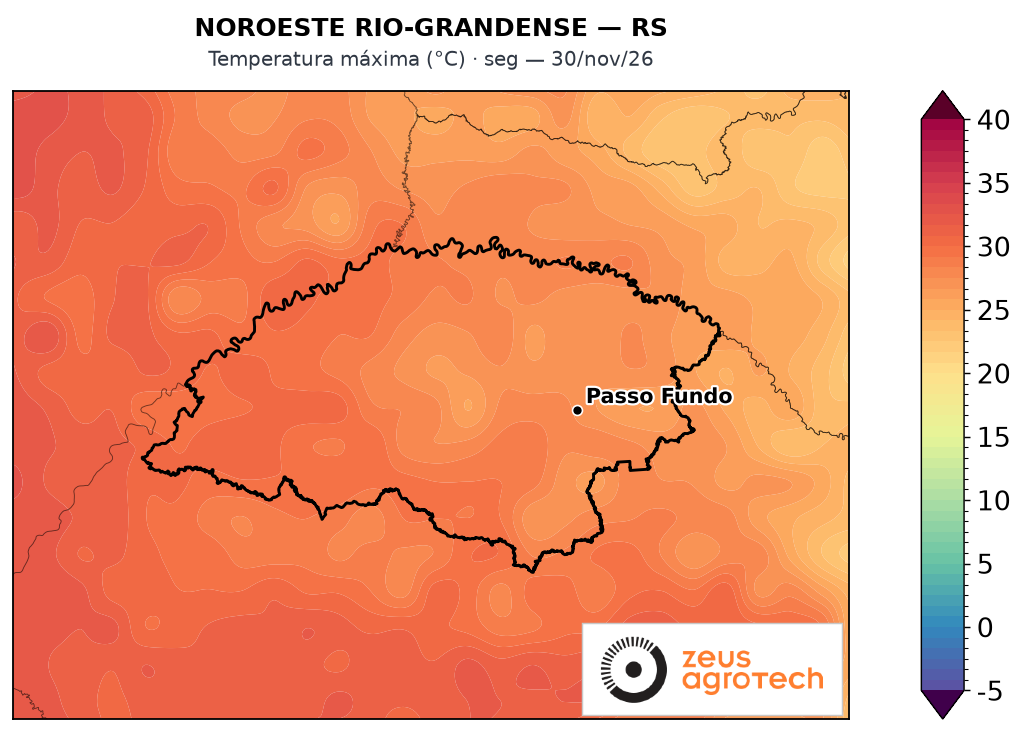 NOROESTE RIO-GRANDENSE — RS
Temperatura máxima (°C) · seg — 30/nov/26
40
35
30
25
20
15
10
5
0
-5
Passo Fundo
zeus
agrotech